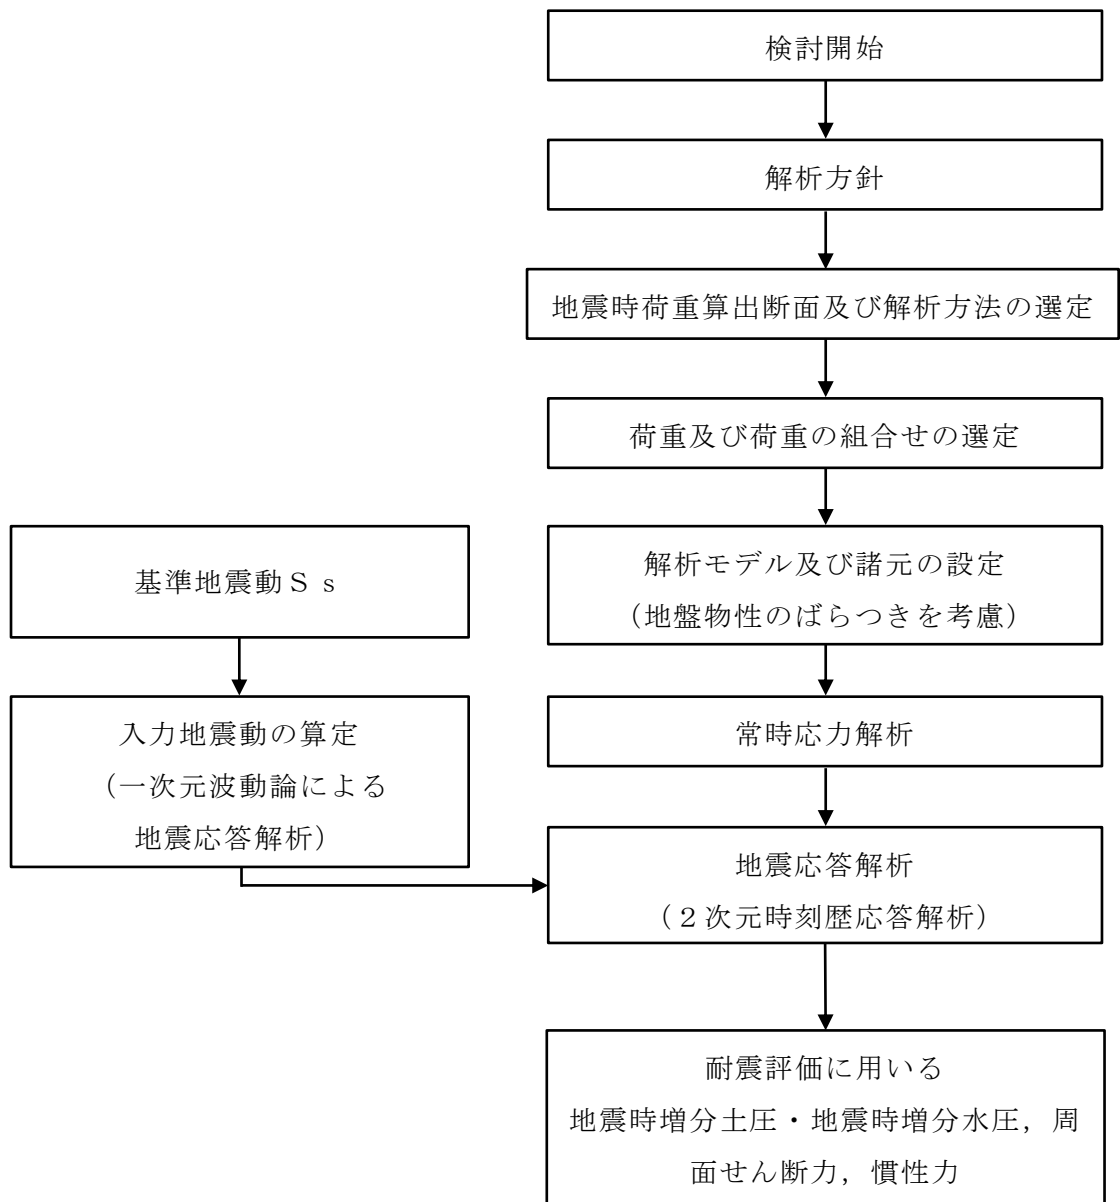 検討開始
解析方針
地震時荷重算出断面及び解析方法の選定
荷重及び荷重の組合せの選定
基準地震動Ｓｓ
解析モデル及び諸元の設定
（地盤物性のばらつきを考慮）
入力地震動の算定
（一次元波動論による
地震応答解析）
常時応力解析
地震応答解析
（２次元時刻歴応答解析）
耐震評価に用いる
地震時増分土圧・地震時増分水圧，周
面せん断力，慣性力